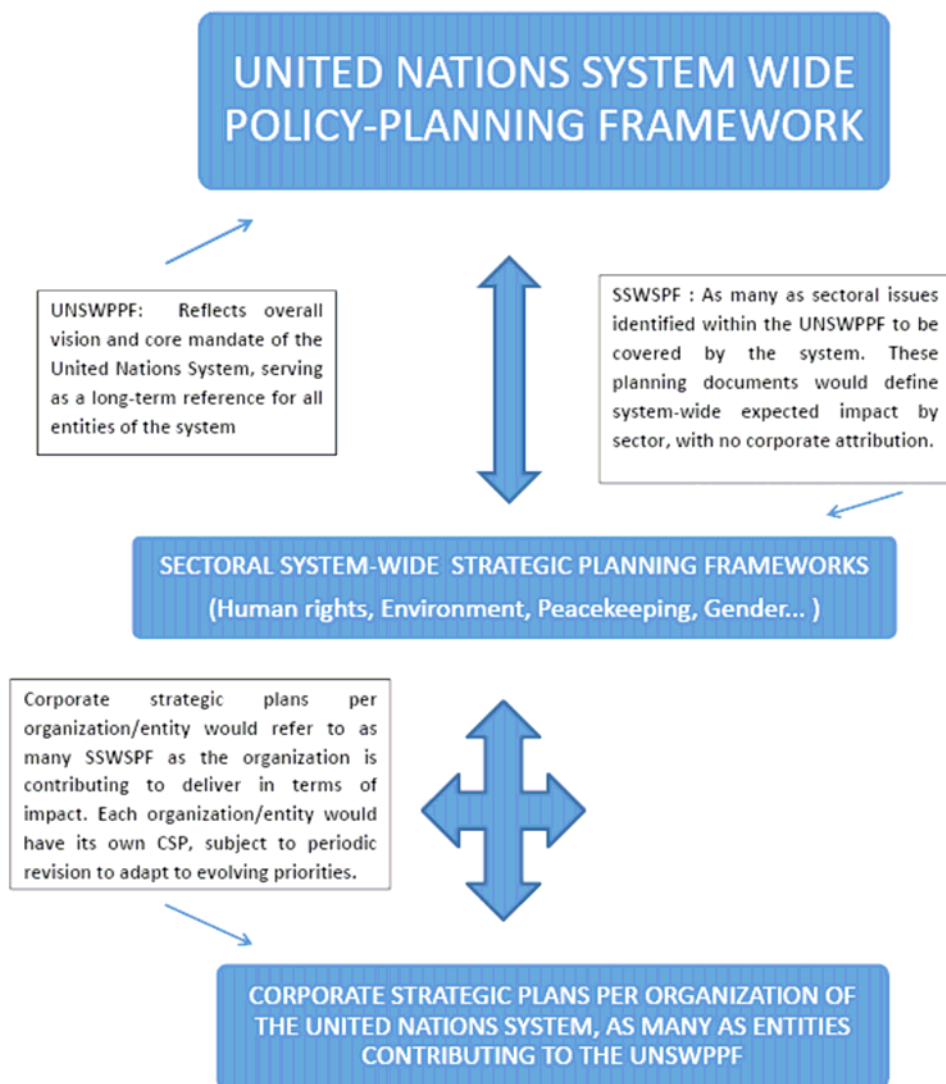 UNITED NATIONS SYSTEM WIDE
POLICY-PLANNING FRAMEWORK
UNSWPPF: Reflects overall
vision and core mandate of the
United Nations System, serving
as a long-term reference for all
entities of the system
SSWSPF : As many as sectoral issues
identified within the UNSWPPF to be
covered by the system. These
planning documents would define
system-wide expected impact by
sector, with no corporate attribution.
SECTORAL SYSTEM-WIDE STRATEGIC PLANNING FRAMEWORKS
(Human rights, Environment, Peacekeeping, Gender... )
Corporate strategic plans per
organization/entity would refer to as
many SSWSPF as the organization is
contributing to deliver in terms of
impact. Each organization/entity would
have its own CSP, subject to periodic
revision to adapt to evolving priorities.
CORPORATE STRATEGIC PLANS PER ORGANIZATION OF
THE UNITED NATIONS SYSTEM, AS MANY AS ENTITIES
CONTRIBUTING TO THE UNSWPPF